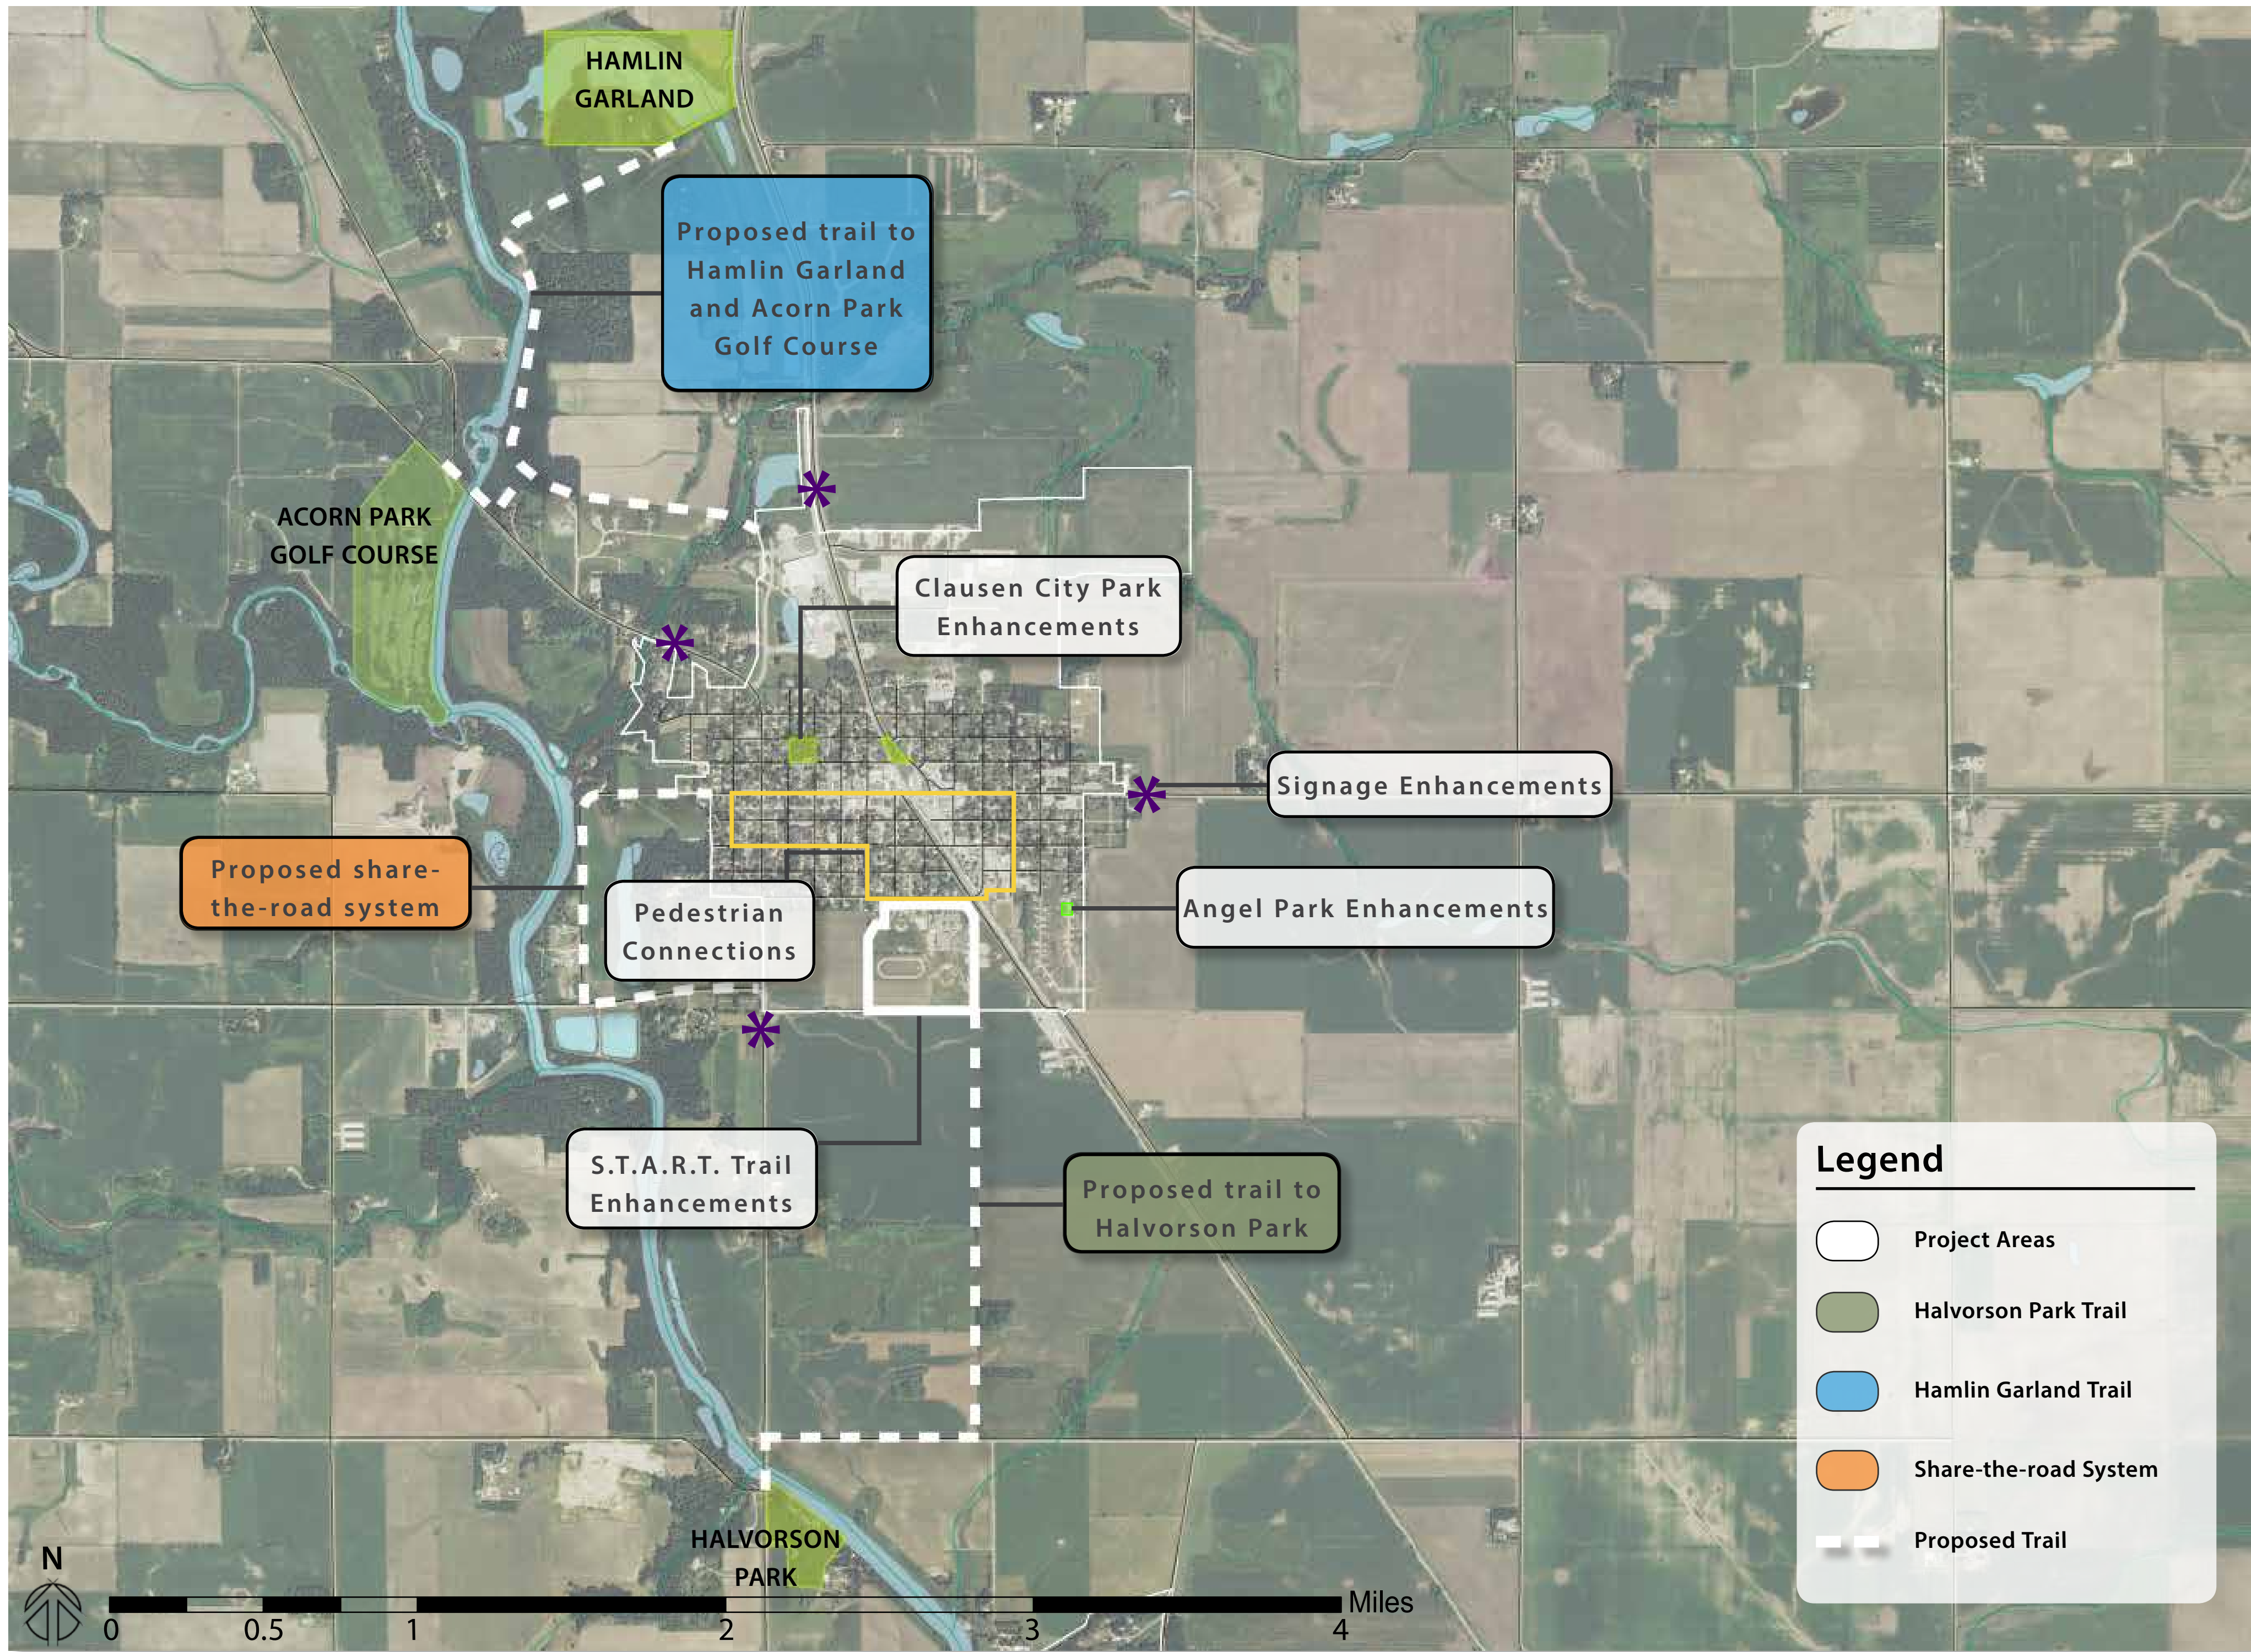 HAMLIN
GARLAND
Proposed trail to
Hamlin Garland
and Acorn Park
Golf Course
ACORN PARK
GOLF COURSE
Clausen City Park
Enhancements
Signage Enhancements
Proposed share-
the-road system
Pedestrian
Connections
Angel Park Enhancements
S.T.A.R.T. Trail
Enhancements
Proposed trail to
Halvorson Park
HALVORSON
PARK
Legend
Project Areas
Halvorson Park Trail
Hamlin Garland Trail
Share-the-road System
Proposed Trail
N
Miles
0 0.5 1 2 3 4